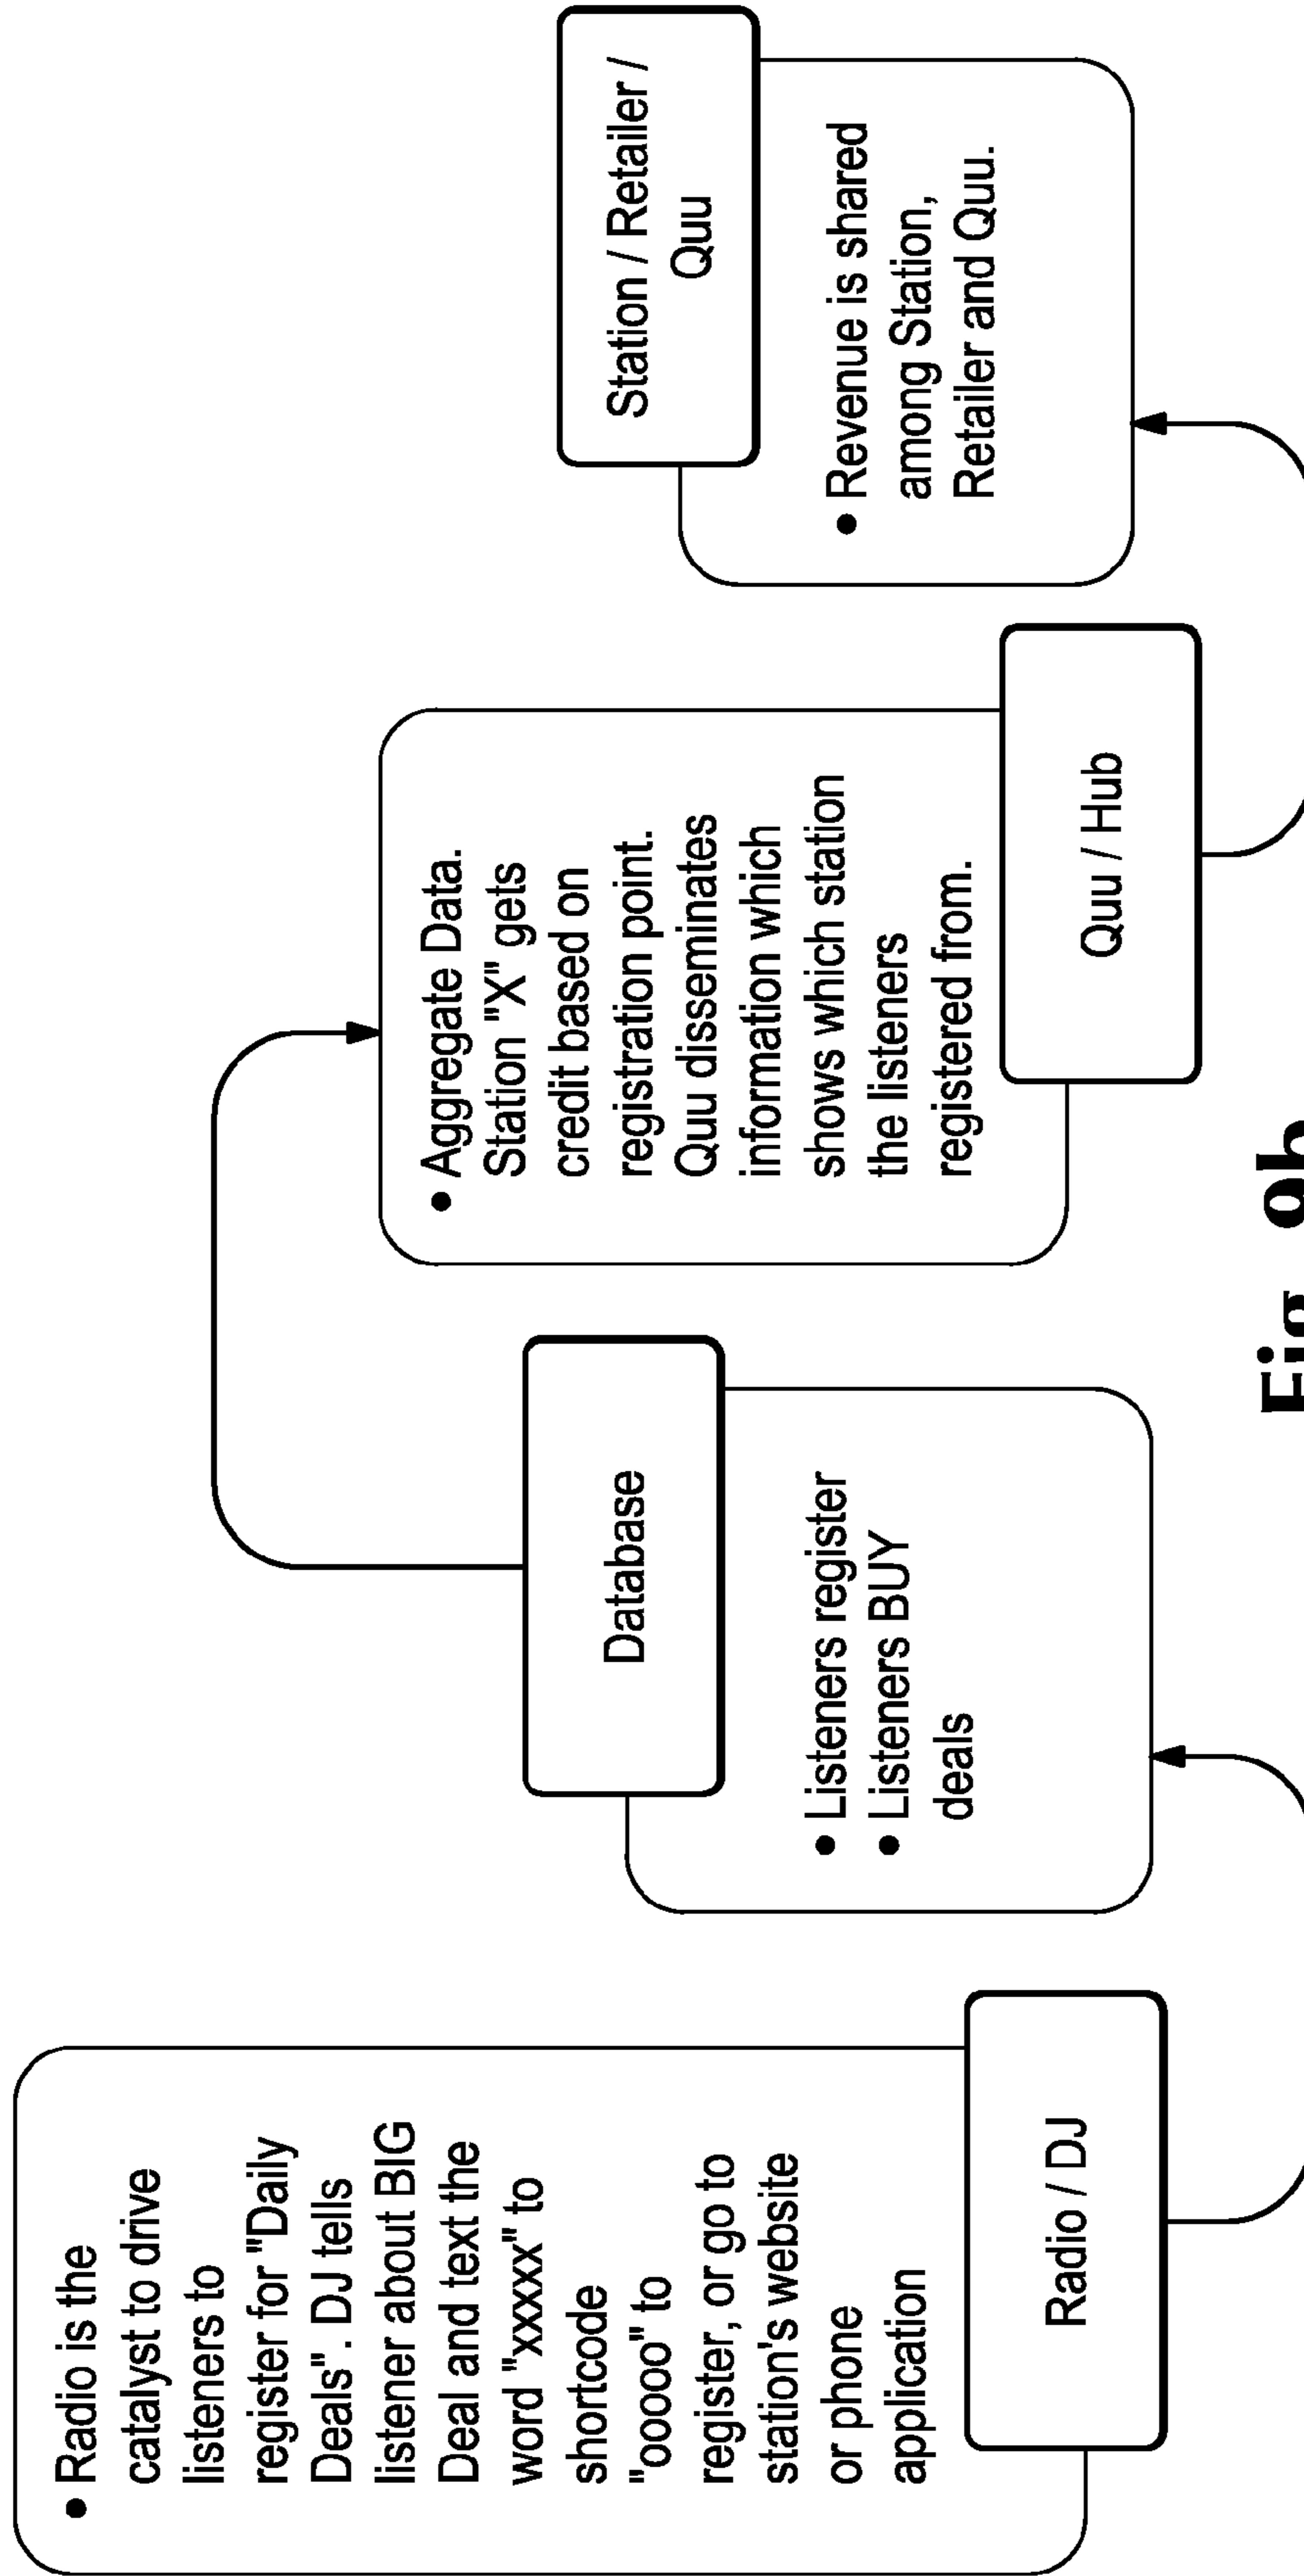 • Radio is the
catalyst to drive
listeners to
register for "Daily
Deals". DJ tells
listener about BIG
Deal and text the
word "xxxxx" to
shortcode
"ooooo" to
register, or go to
station's website
or phone
application
Radio / DJ
Database
• Listeners register
• Listeners BUY
deals
• Aggregate Data.
Station "X" gets
credit based on
registration point.
Quu disseminates
information which
shows which station
the listeners
registered from.
Quu / Hub
Station / Retailer /
Quu
• Revenue is shared
among Station,
Retailer and Quu.